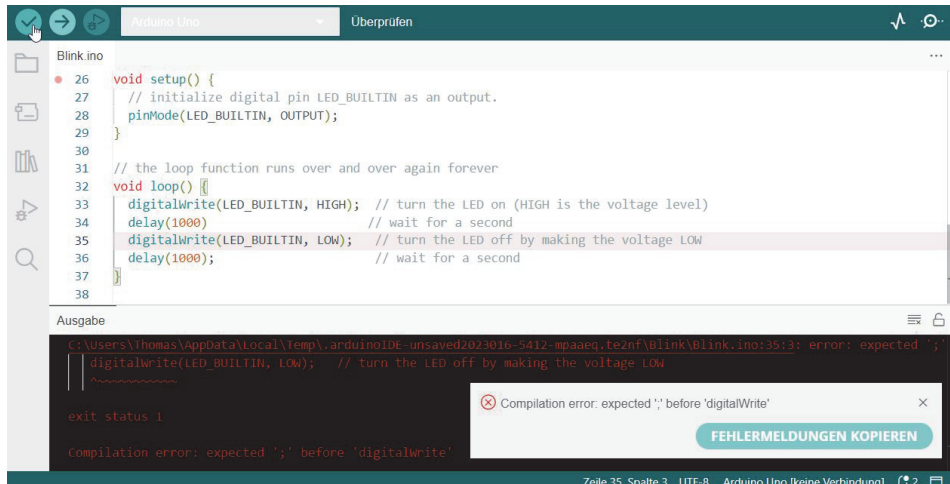 Arduino Uno Überprüfen
Blink.ino
26 void setup() {
27 // initialize digital pin LED_BUILTIN as an output.
28 pinMode(LED_BUILTIN, OUTPUT);
29 }
30
31 // the loop function runs over and over again forever
32 void loop() {
33 digitalWrite(LED_BUILTIN, HIGH); // turn the LED on (HIGH is the voltage level)
34 delay(1000) // wait for a second
35 digitalWrite(LED_BUILTIN, LOW); // turn the LED off by making the voltage LOW
36 delay(1000); // wait for a second
37 }
38
Ausgabe
C:\Users\Thomas\AppData\Local\Temp\.arduinoIDE-unsaved2023016-5412-mpaaeq.te2nf\Blink\Blink.ino:35:3: error: expected ';'
digitalWrite(LED_BUILTIN, LOW); // turn the LED off by making the voltage LOW
^~~~~~~~~~~~
exit status 1
Compilation error: expected ';' before 'digitalWrite'
Compilation error: expected ';' before 'digitalWrite'
FEHLERMELDUNGEN KOPIEREN
Zeile 35, Spalte 3 UTF-8 Arduino Uno [keine Verbindung] 2